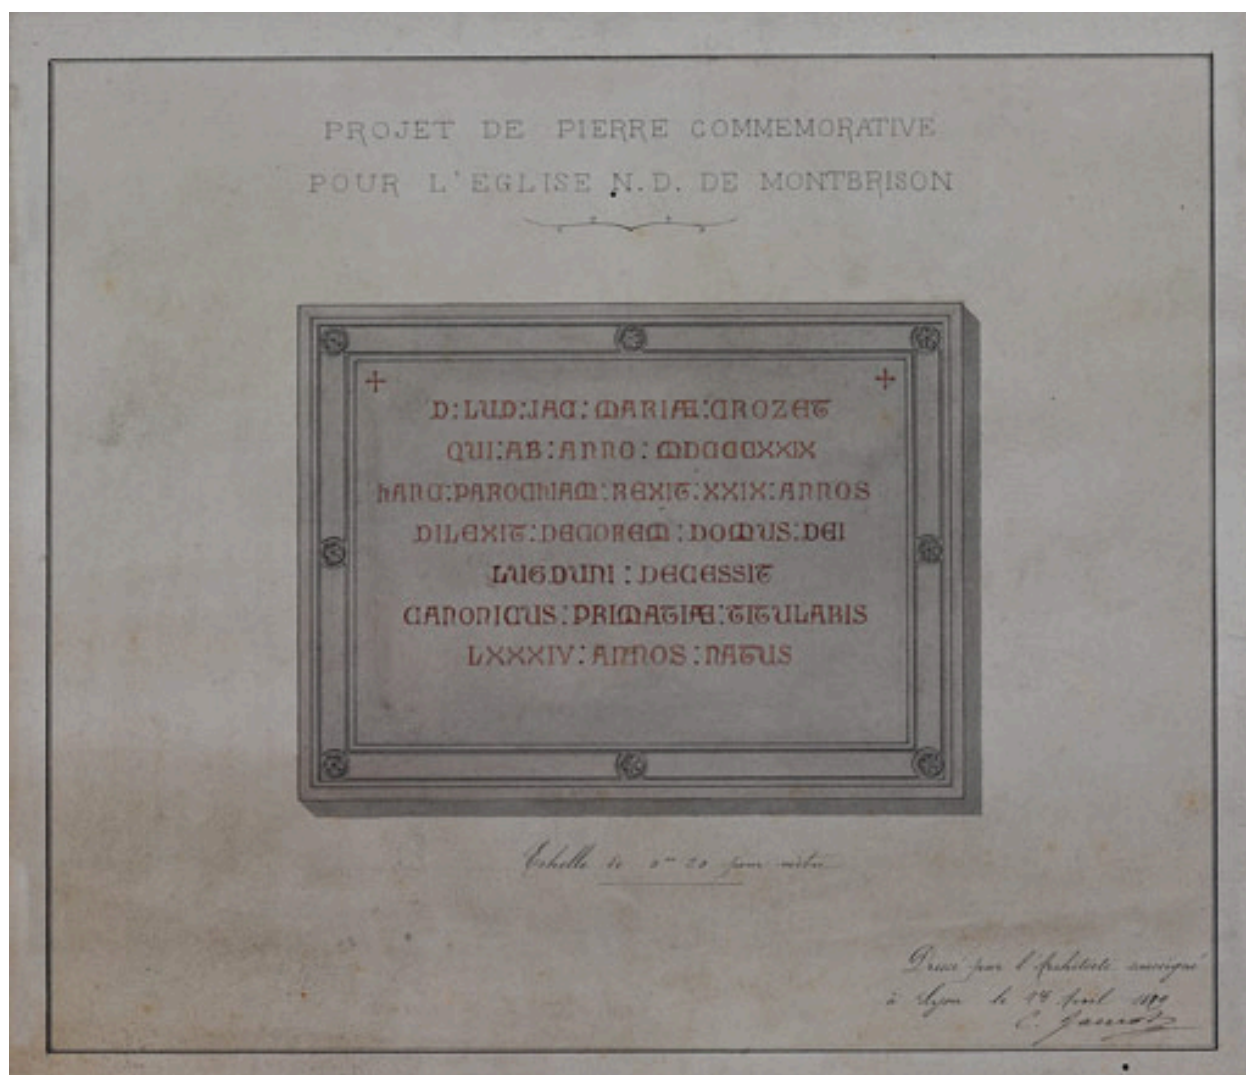 PROJET DE PIERRE COMMEMORATIVE
POUR L'EGLISE N.D. DE MONTBRISON
D:LUD:JAC:MARIÆ:CROZET
QUI:AB:ANNO:MDCCCXXIX
hANC:PAROCHIAM:REXIT:XXIX:ANNOS
DILEXIT:DECOREM:DOMUS:DEI
LUGDUNI:DECESSIT
CANONICUS:PRIMATIÆ:TITULARIS
LXXXIV:ANNOS:NATUS
Echelle de 0m 20 pour mètre
Dressé par l'Architecte soussigné
à Lyon le 18 Avril